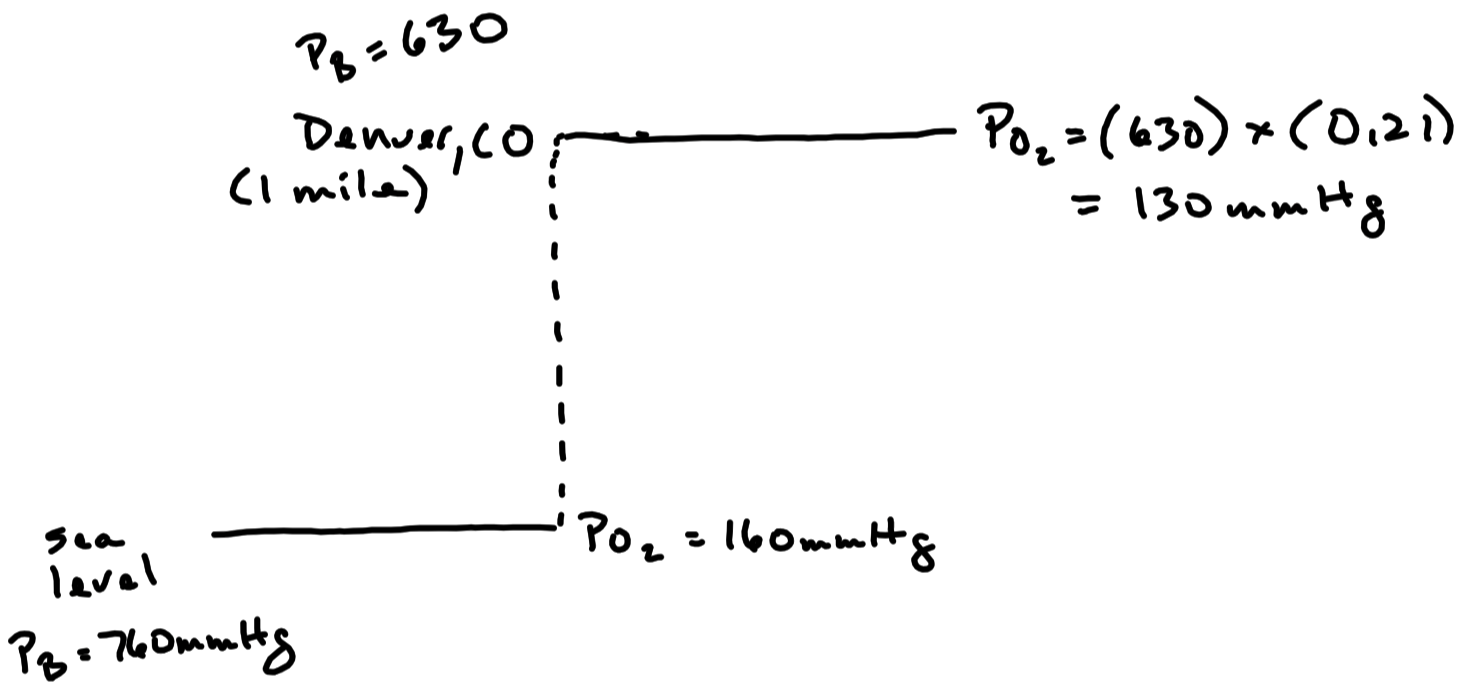 P_B = 630
Denver, CO
(1 mile)
P_O₂ = (630) × (0.21)
= 130 mmHg
sea
level
P_O₂ = 160 mmHg
P_B = 760 mmHg